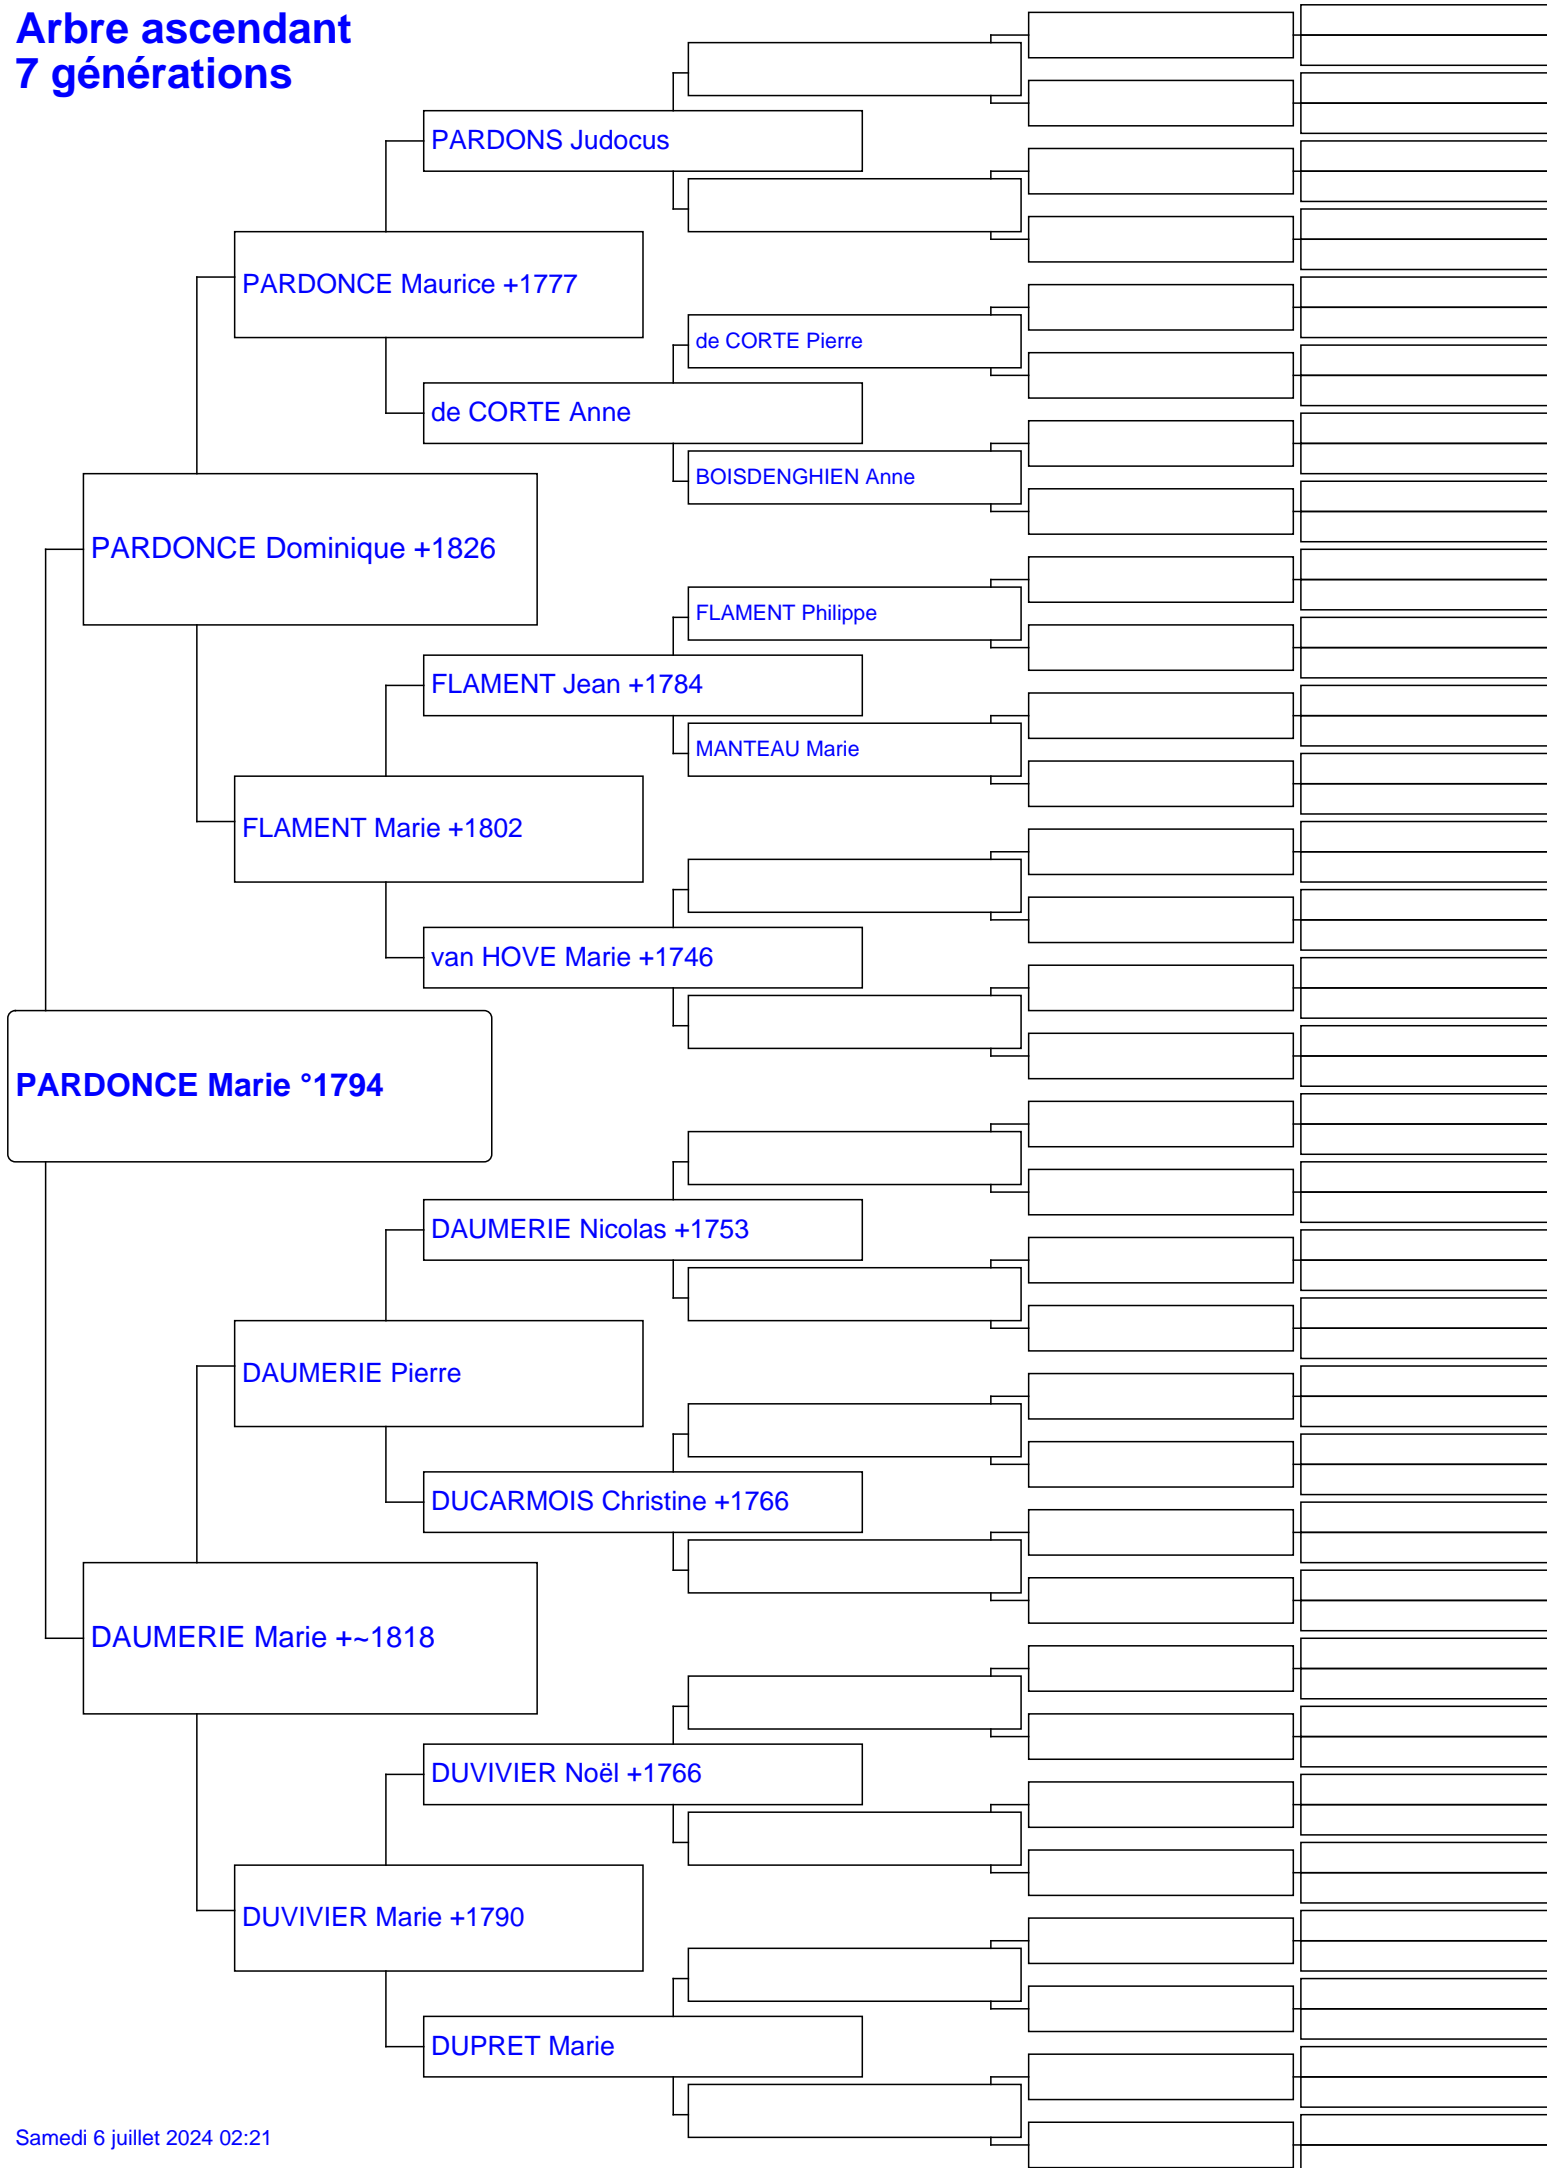 Arbre ascendant
7 générations
PARDONS Judocus
PARDONCE Maurice +1777
de CORTE Pierre
de CORTE Anne
BOISDENGHIEN Anne
PARDONCE Dominique +1826
FLAMENT Philippe
FLAMENT Jean +1784
MANTEAU Marie
FLAMENT Marie +1802
van HOVE Marie +1746
PARDONCE Marie °1794
DAUMERIE Nicolas +1753
DAUMERIE Pierre
DUCARMOIS Christine +1766
DAUMERIE Marie +~1818
DUVIVIER Noël +1766
DUVIVIER Marie +1790
DUPRET Marie
Samedi 6 juillet 2024 02:21